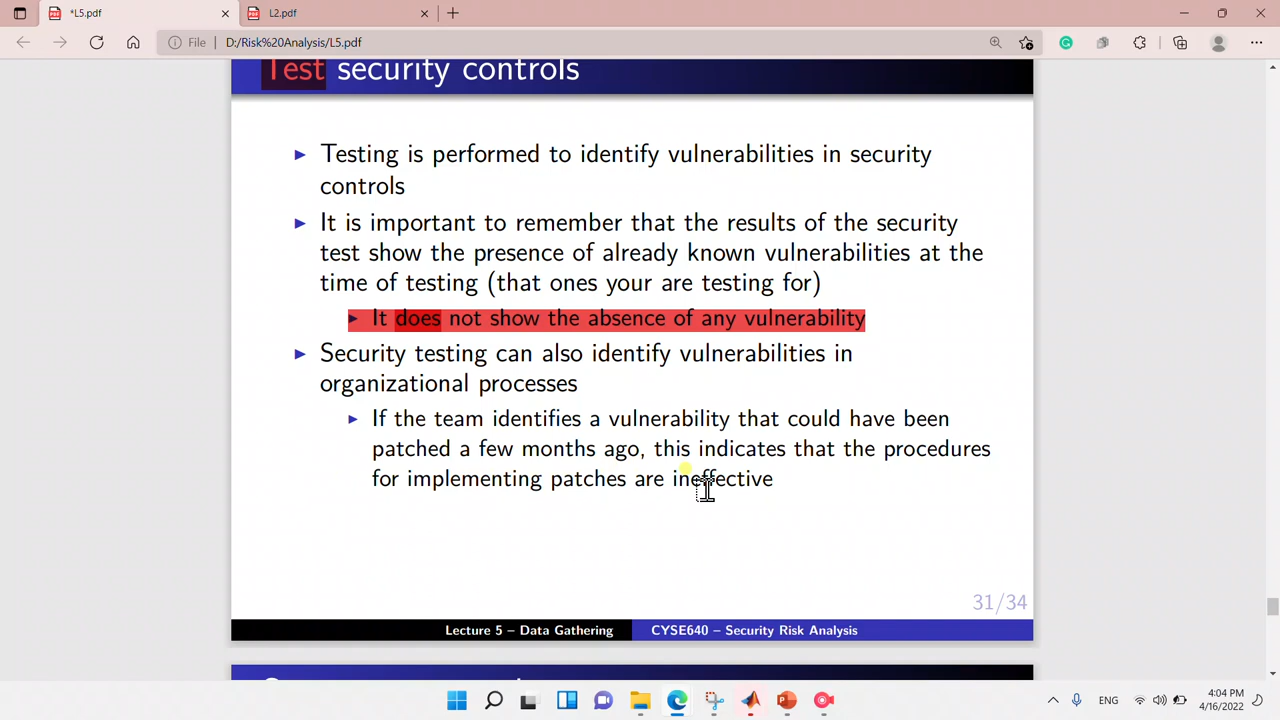 *L5.pdf
L2.pdf
File
D:/Risk%20Analysis/L5.pdf
Test security controls
Testing is performed to identify vulnerabilities in security
controls
It is important to remember that the results of the security
test show the presence of already known vulnerabilities at the
time of testing (that ones your are testing for)
It does not show the absence of any vulnerability
Security testing can also identify vulnerabilities in
organizational processes
If the team identifies a vulnerability that could have been
patched a few months ago, this indicates that the procedures
for implementing patches are ineffective
31/34
Lecture 5 – Data Gathering
CYSE640 – Security Risk Analysis
ENG
4:04 PM
4/16/2022